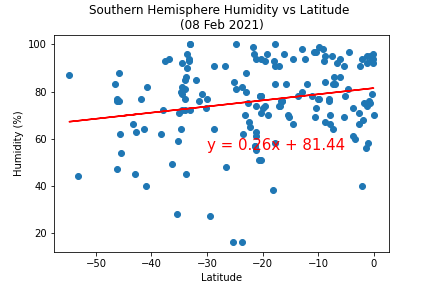 Southern Hemisphere Humidity vs Latitude
(08 Feb 2021)
100
80
60
40
20
Humidity (%)
y = 0.26x + 81.44
−50
−40
−30
−20
−10
0
Latitude